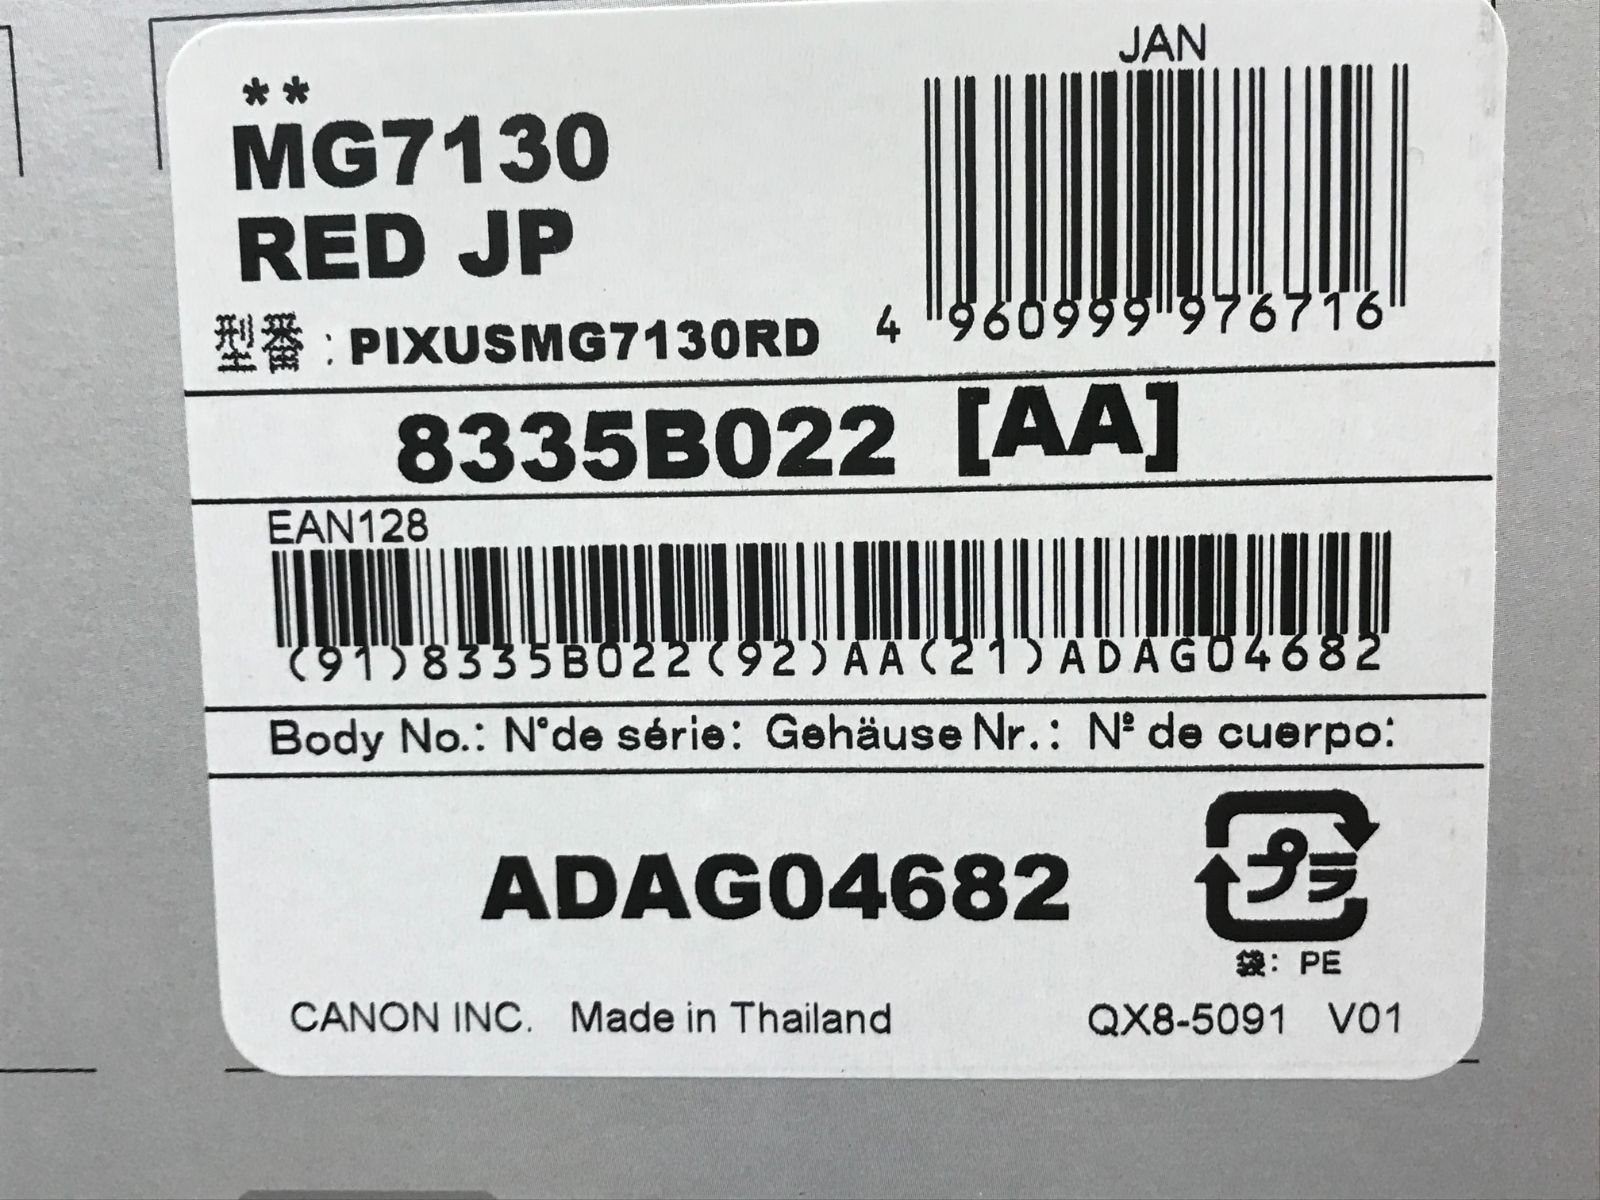 **
MG7130
RED JP
型番：PIXUSMG7130RD
JAN
4 960999 976716
8335B022 [AA]
EAN128
(91)8335B022(92)AA(21)ADAG04682
Body No.: N°de série: Gehäuse Nr.: Nº de cuerpo:
ADAG04682
プラ
袋: PE
CANON INC. Made in Thailand
QX8-5091 V01